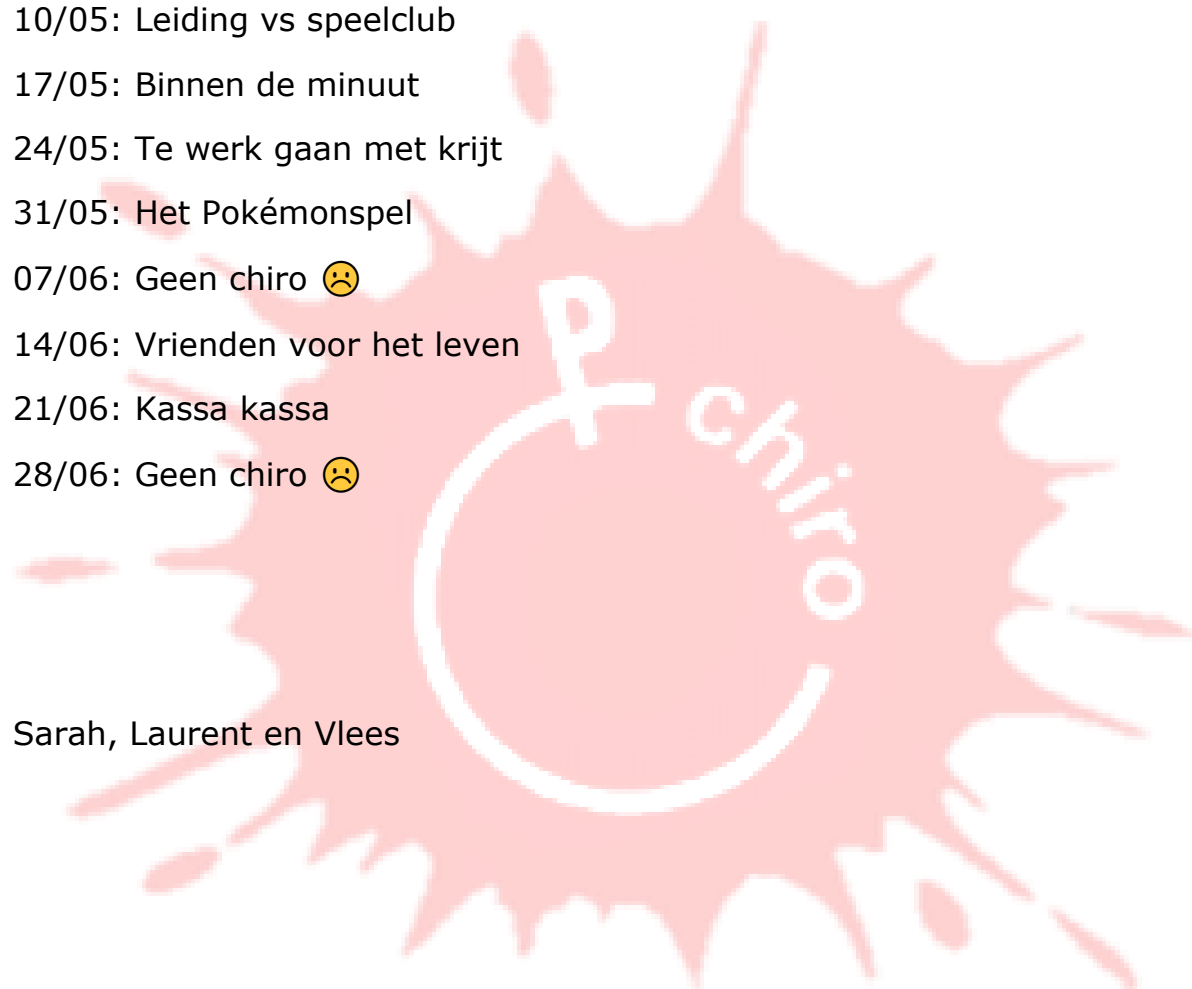 10/05: Leiding vs speelclub
17/05: Binnen de minuut
24/05: Te werk gaan met krijt
31/05: Het Pokémonspel
07/06: Geen chiro ☹
14/06: Vrienden voor het leven
21/06: Kassa kassa
28/06: Geen chiro ☹
chiro
Sarah, Laurent en Vlees